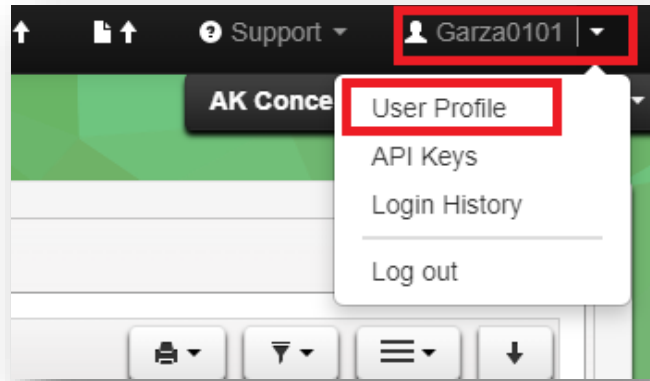 Support
Garza0101
AK Conce
User Profile
API Keys
Login History
Log out